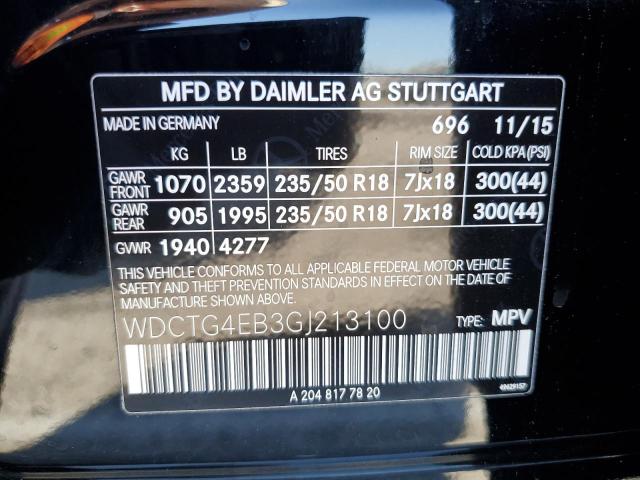 MFD BY DAIMLER AG STUTTGART
MADE IN GERMANY 696 11/15
KG LB TIRES RIM SIZE COLD KPA(PSI)
GAWR FRONT 1070 2359 235/50 R18 7Jx18 300(44)
GAWR REAR 905 1995 235/50 R18 7Jx18 300(44)
GVWR 1940 4277
THIS VEHICLE CONFORMS TO ALL APPLICABLE FEDERAL MOTOR VEHICLE
SAFETY AND THEFT PREVENTION STANDARDS IN EFFECT ON THE DATE OF
MANUFACTURE SHOWN ABOVE.
WDCTG4EB3GJ213100 TYPE: MPV
A 204 817 78 20